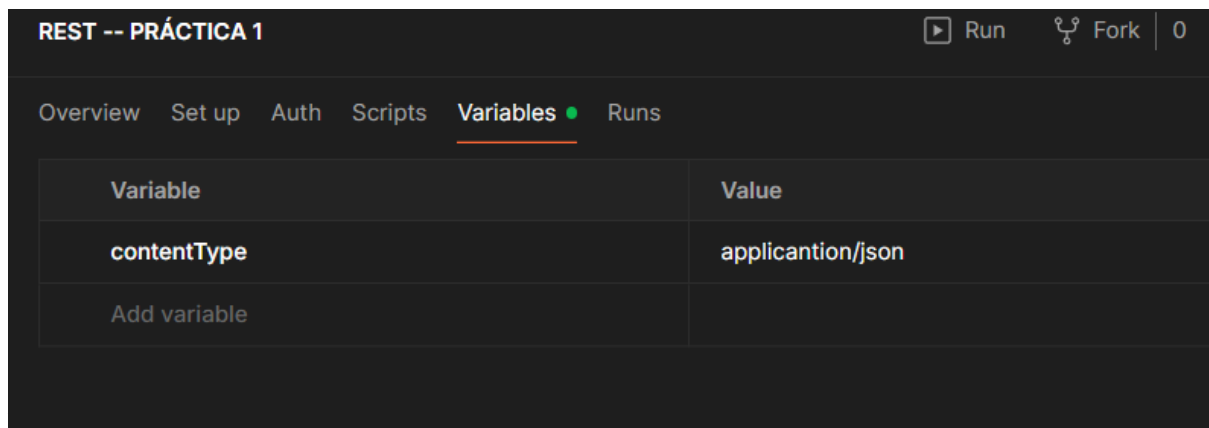 REST -- PRÁCTICA 1 Run Fork 0
Overview Set up Auth Scripts Variables Runs
Variable Value
contentType applicantion/json
Add variable